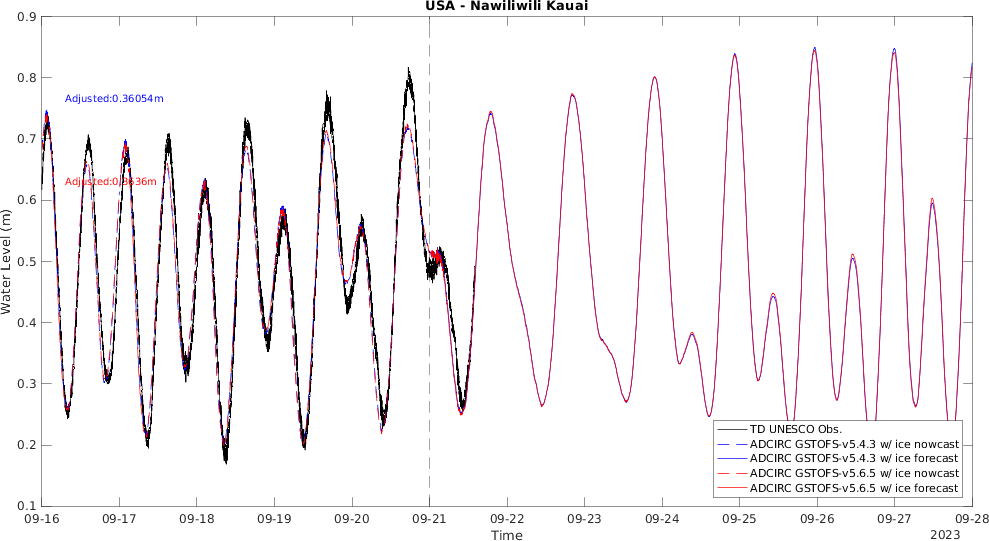 USA - Nawiliwili Kauai
0.9
0.8
0.7
0.6
0.5
0.4
0.3
0.2
0.1
Water Level (m)
Adjusted:0.36054m
Adjusted:0.3636m
TD UNESCO Obs.
ADCIRC GSTOFS-v5.4.3 w/ ice nowcast
ADCIRC GSTOFS-v5.4.3 w/ ice forecast
ADCIRC GSTOFS-v5.6.5 w/ ice nowcast
ADCIRC GSTOFS-v5.6.5 w/ ice forecast
09-16 09-17 09-18 09-19 09-20 09-21 09-22 09-23 09-24 09-25 09-26 09-27 09-28
Time
2023